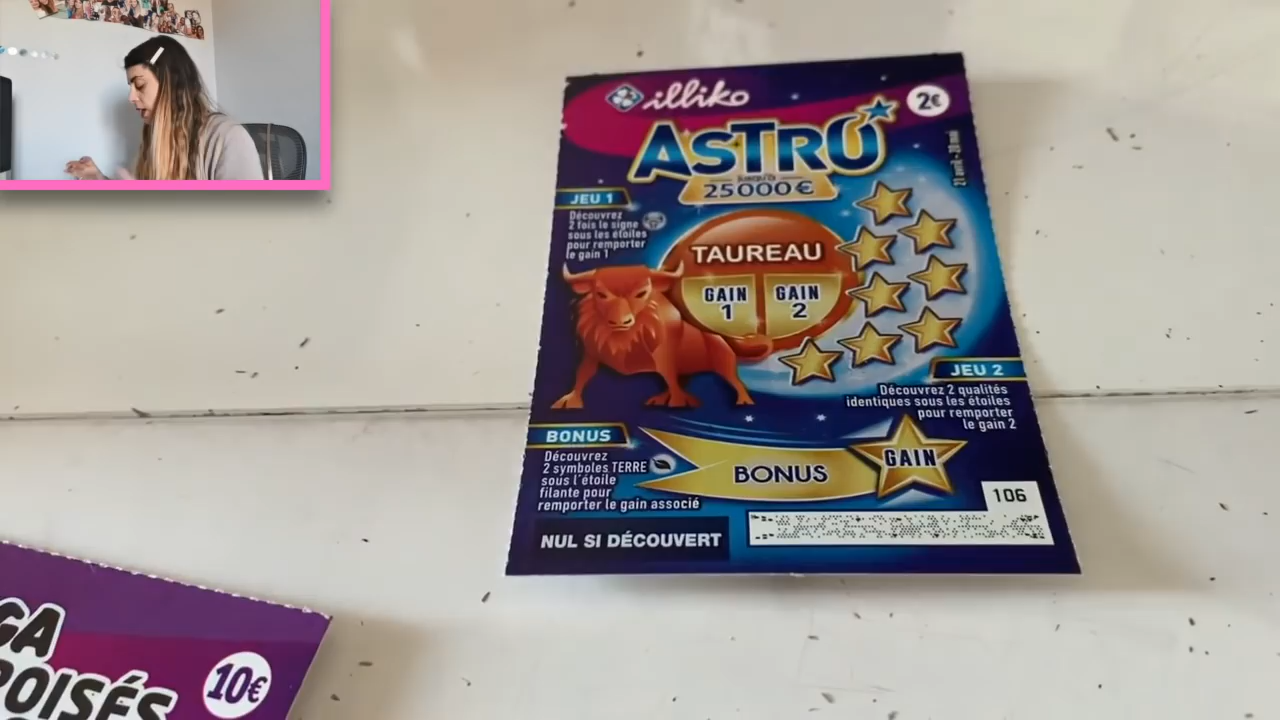 illiko
2€
ASTRO
jusqu'à
25 000 €
21 avril - 20 mai
JEU 1
Découvrez
2 fois le signe
sous les étoiles
pour remporter
le gain 1
TAUREAU
GAIN
1
GAIN
2
JEU 2
Découvrez 2 qualités
identiques sous les étoiles
pour remporter
le gain 2
BONUS
Découvrez
2 symboles TERRE
sous l'étoile
filante pour
remporter le gain associé
BONUS
GAIN
106
NUL SI DÉCOUVERT
GA
OISÉS
10€